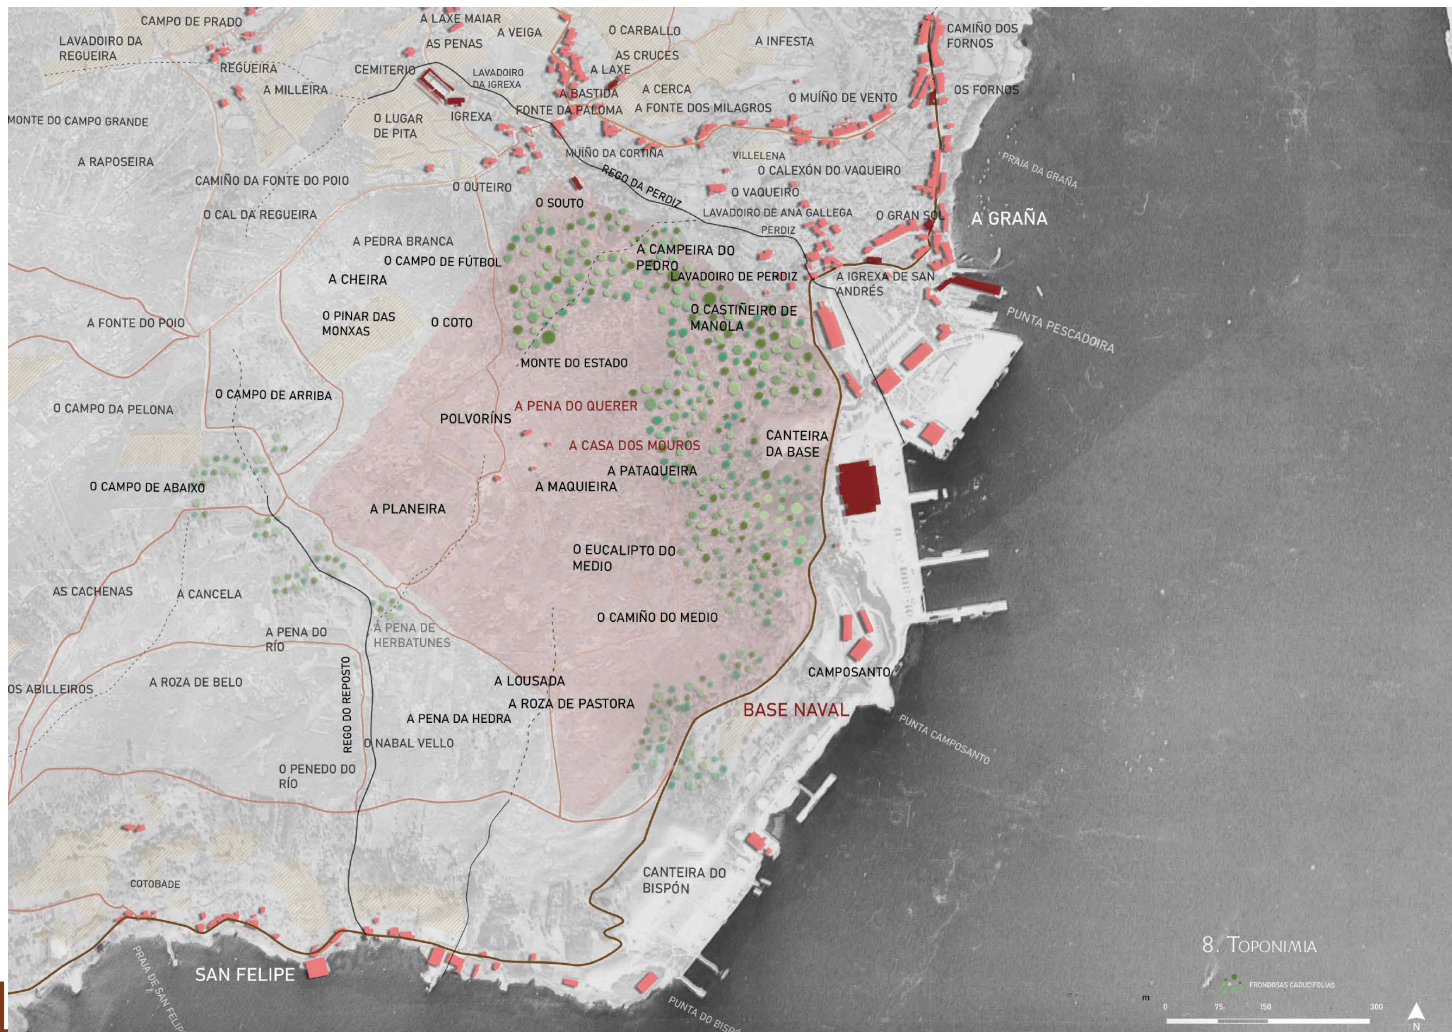 CAMPO DE PRADO
LAVADOIRO DA
REGUEIRA
REGUEIRA
A MILLEIRA
A LAXE MAIAR
A VEIGA
AS PENAS
CEMITERIO
LAVADOIRO
DA IGREXA
O CARBALLO
AS CRUCES
A LAXE
A INFESTA
CAMIÑO DOS
FORNOS
OS FORNOS
A BASTIDA
A CERCA
FONTE DA PALOMA
A FONTE DOS MILAGROS
O MUÍÑO DE VENTO
MONTE DO CAMPO GRANDE
O LUGAR
DE PITA
IGREXA
A RAPOSEIRA
MUÍÑO DA CORTIÑA
VILLELENA
O CALEXÓN DO VAQUEIRO
PRAIA DA GRAÑA
CAMIÑO DA FONTE DO POIO
O OUTEIRO
REGO DA PERDIZ
O VAQUEIRO
O SOUTO
O CAL DA REGUEIRA
LAVADOIRO DE ANA GALLEGA
O GRAN SOL
A GRAÑA
PERDIZ
A PEDRA BRANCA
O CAMPO DE FÚTBOL
A CAMPEIRA DO
PEDRO
LAVADOIRO DE PERDIZ
A IGREXA DE SAN
ANDRÉS
A CHEIRA
O PINAR DAS
MONXAS
O COTO
O CASTIÑEIRO DE
MANOLA
PUNTA PESCADOIRA
A FONTE DO POIO
MONTE DO ESTADO
O CAMPO DE ARRIBA
O CAMPO DA PELONA
A PENA DO QUERER
POLVORÍNS
A CASA DOS MOUROS
CANTEIRA
DA BASE
A PATAQUEIRA
O CAMPO DE ABAIXO
A MAQUIEIRA
A PLANEIRA
O EUCALIPTO DO
MEDIO
AS CACHENAS
A CANCELA
O CAMIÑO DO MEDIO
A PENA DO
RÍO
A PENA DE
HERBATUNES
CAMPOSANTO
OS ABILLEIROS
A ROZA DE BELO
REGO DO REPOSTO
A LOUSADA
A ROZA DE PASTORA
A PENA DA HEDRA
BASE NAVAL
PUNTA CAMPOSANTO
O NABAL VELLO
O PENEDO DO
RÍO
COTOBADE
CANTEIRA DO
BISPÓN
PRAIA DE SAN FELIPE
SAN FELIPE
PUNTA DO BISPÓ
8. TOPONIMIA
FRONDOSAS CADUCIFOLIAS
m
0 75 150 300
N